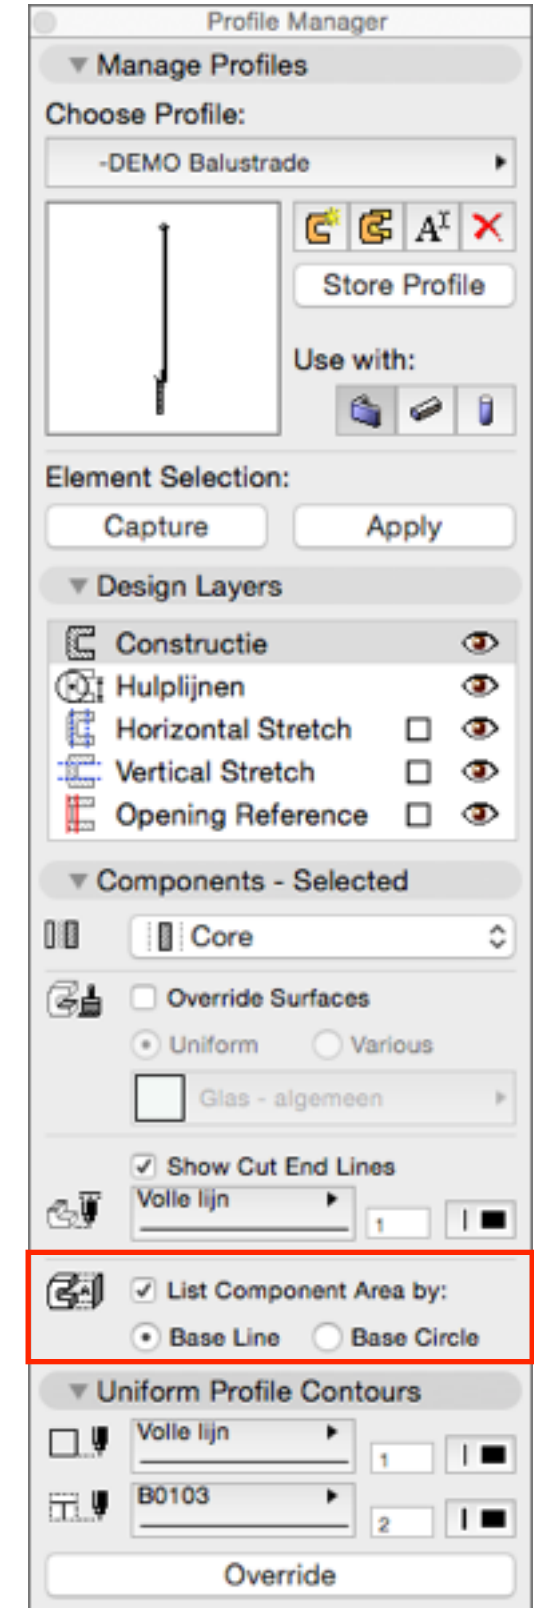 Profile Manager
Manage Profiles
Choose Profile:
-DEMO Balustrade
A
Store Profile
Use with:
Element Selection:
Capture Apply
Design Layers
Constructie
Hulplijnen
Horizontal Stretch
Vertical Stretch
Opening Reference
Components - Selected
Core
Override Surfaces
Uniform Various
Glas - algemeen
Show Cut End Lines
Volle lijn
1
List Component Area by:
Base Line Base Circle
Uniform Profile Contours
Volle lijn
1
B0103
2
Override